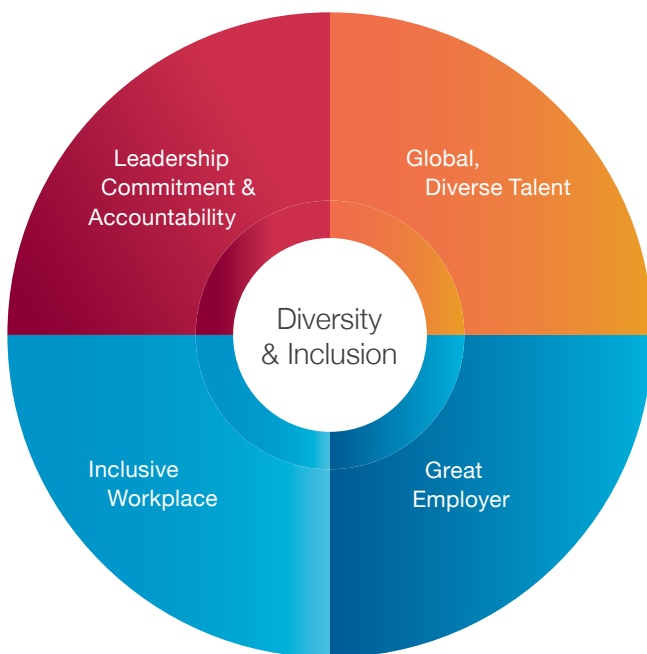 Leadership
Commitment &
Accountability
Global,
Diverse Talent
Diversity
& Inclusion
Inclusive
Workplace
Great
Employer